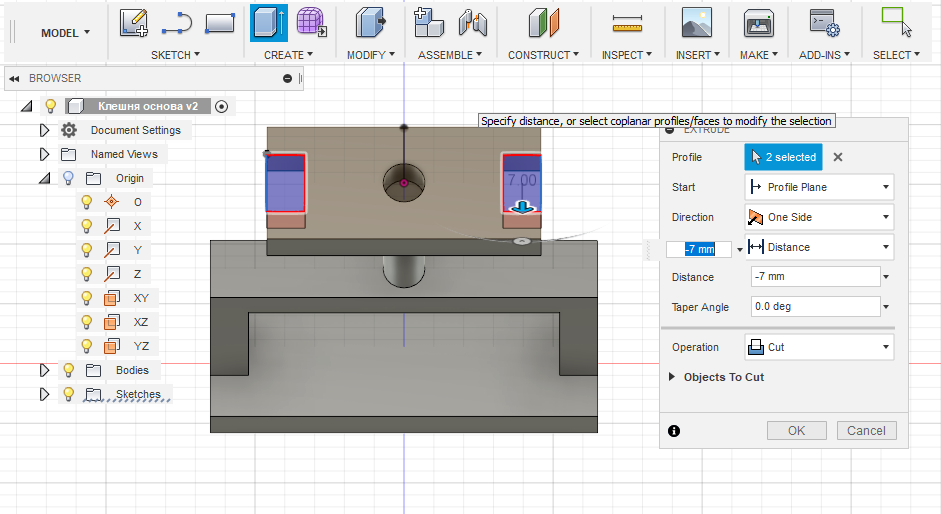 MODEL
SKETCH
CREATE
MODIFY
ASSEMBLE
CONSTRUCT
INSPECT
INSERT
MAKE
ADD-INS
SELECT
BROWSER
Клешня основа v2
Document Settings
Named Views
Origin
O
X
Y
Z
XY
XZ
YZ
Bodies
Sketches
Specify distance, or select coplanar profiles/faces to modify the selection
7.00
EXTRUDE
Profile
2 selected
Start
Profile Plane
Direction
One Side
-7 mm
Distance
Distance
-7 mm
Taper Angle
0.0 deg
Operation
Cut
Objects To Cut
OK
Cancel